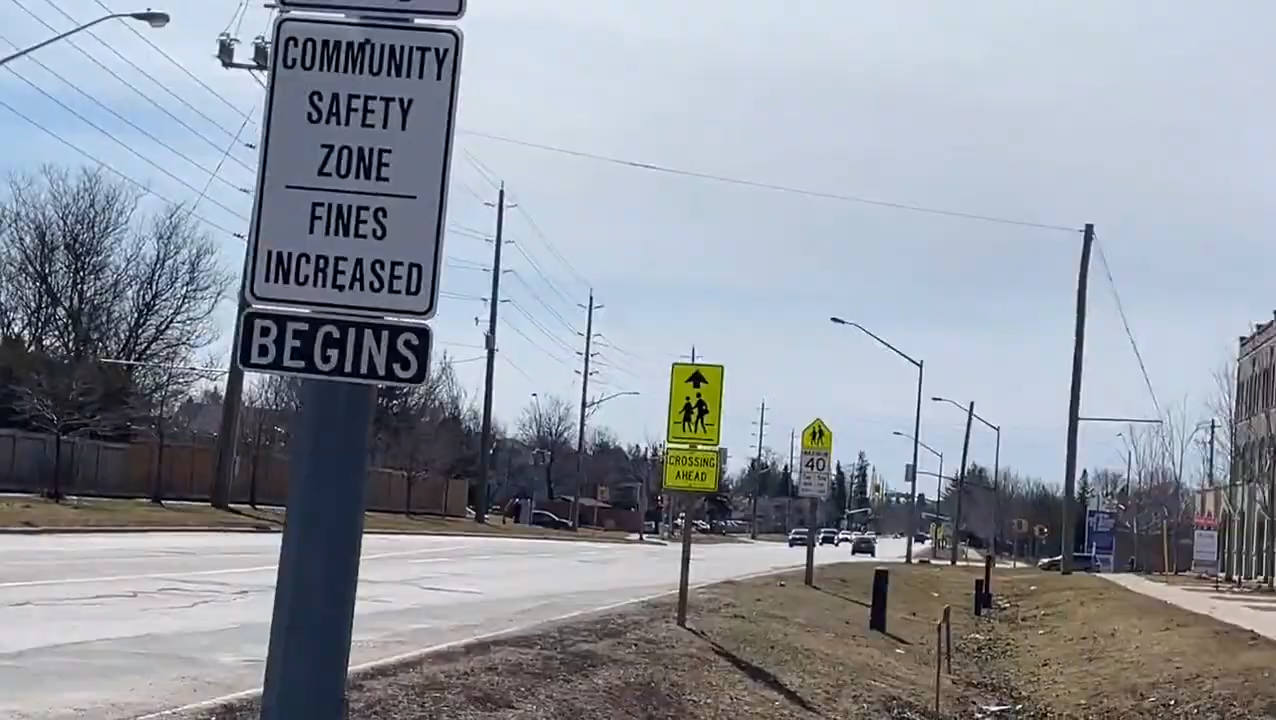 COMMUNITY
SAFETY
ZONE
FINES
INCREASED
BEGINS
CROSSING
AHEAD
40